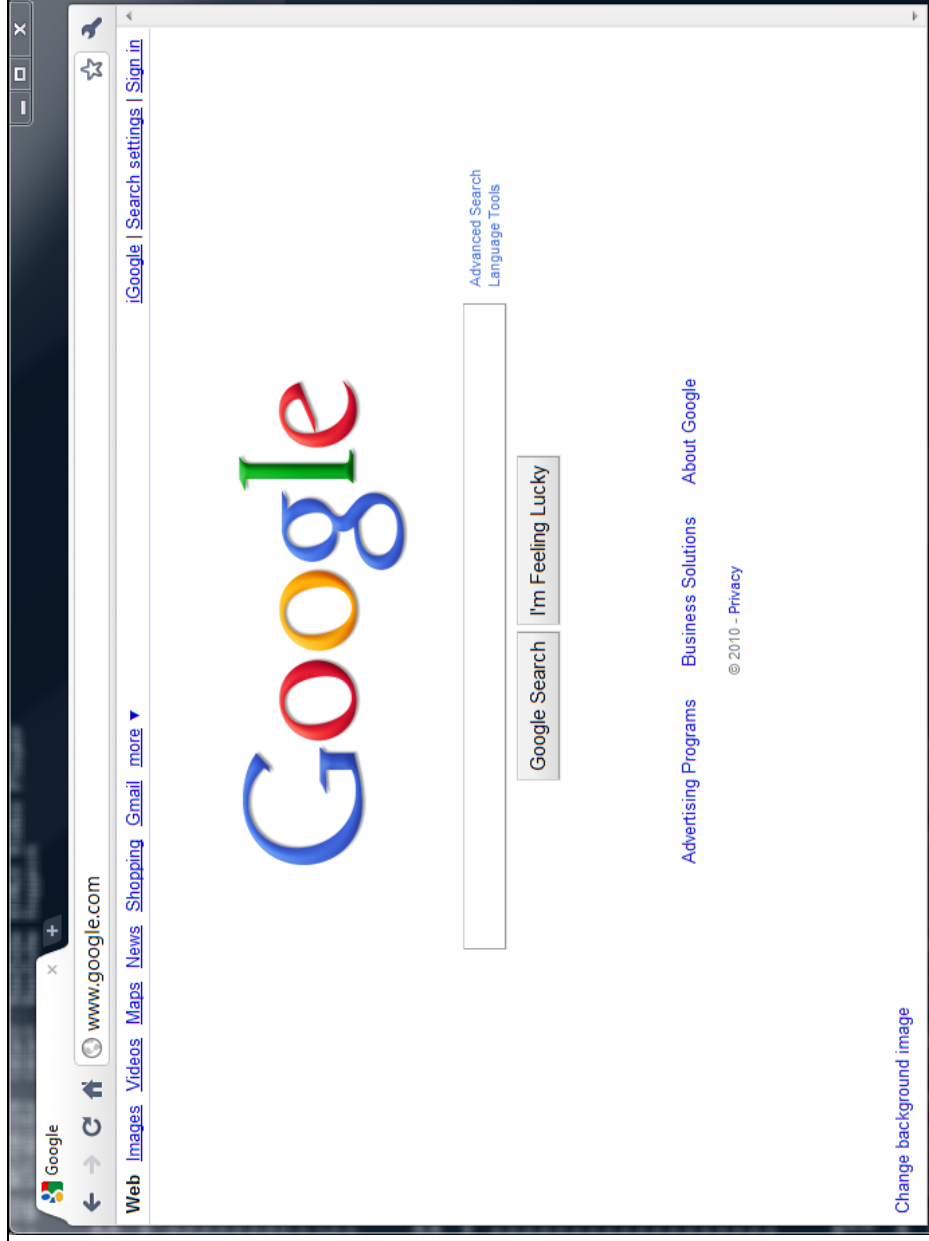 Google
www.google.com
Web Images Videos Maps News Shopping Gmail more ▼ iGoogle | Search settings | Sign in
Google
Advanced Search
Language Tools
Google Search I'm Feeling Lucky
Advertising Programs Business Solutions About Google
© 2010 - Privacy
Change background image